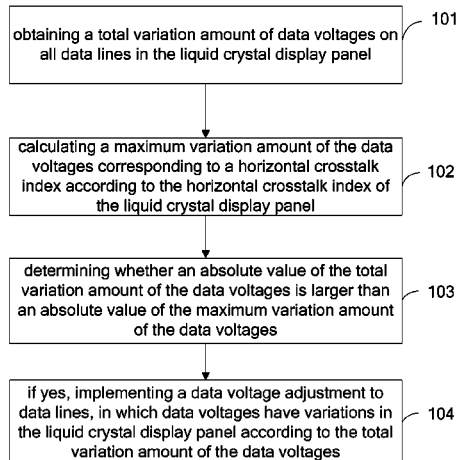 obtaining a total variation amount of data voltages on
all data lines in the liquid crystal display panel
101
calculating a maximum variation amount of the data
voltages corresponding to a horizontal crosstalk
index according to the horizontal crosstalk index of
the liquid crystal display panel
102
determining whether an absolute value of the total
variation amount of the data voltages is larger than
an absolute value of the maximum variation amount
of the data voltages
103
if yes, implementing a data voltage adjustment to
data lines, in which data voltages have variations in
the liquid crystal display panel according to the total
variation amount of the data voltages
104